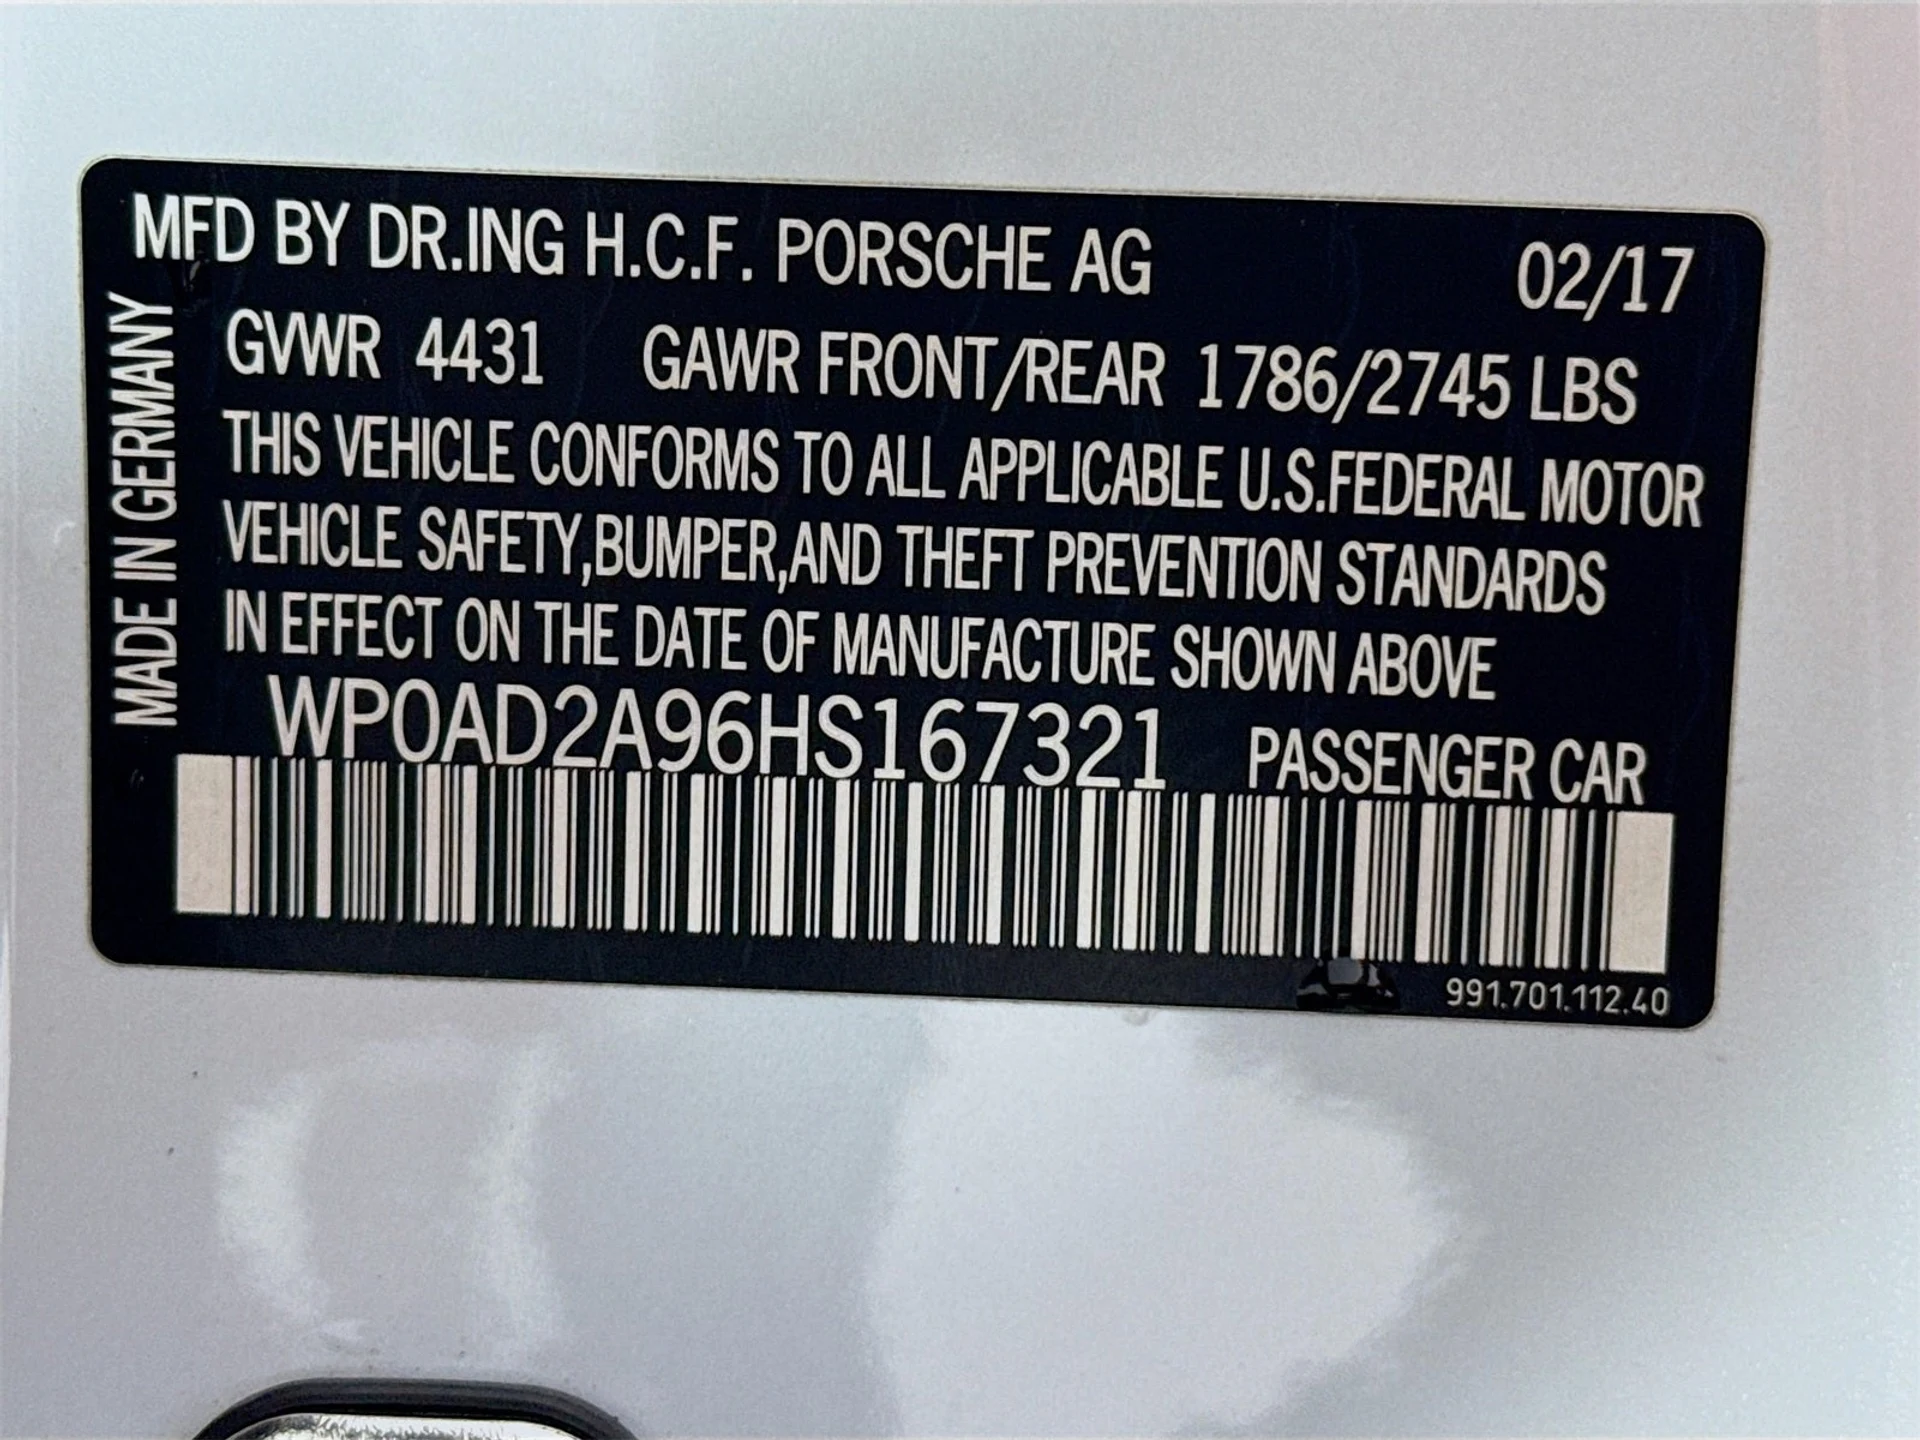 MFD BY DR.ING H.C.F. PORSCHE AG 02/17
MADE IN GERMANY
GVWR 4431 GAWR FRONT/REAR 1786/2745 LBS
THIS VEHICLE CONFORMS TO ALL APPLICABLE U.S.FEDERAL MOTOR
VEHICLE SAFETY,BUMPER,AND THEFT PREVENTION STANDARDS
IN EFFECT ON THE DATE OF MANUFACTURE SHOWN ABOVE
WP0AD2A96HS167321 PASSENGER CAR
991.701.112.40